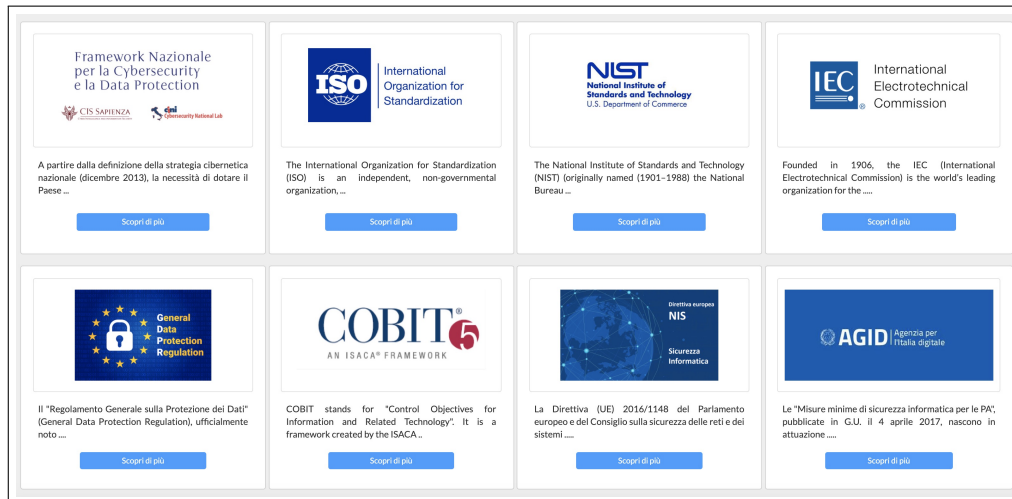 Framework Nazionale
per la Cybersecurity
e la Data Protection
CIS SAPIENZA
cini
Cybersecurity National Lab
A partire dalla definizione della strategia cibernetica
nazionale (dicembre 2013), la necessità di dotare il
Paese ...
Scopri di più
ISO
International
Organization for
Standardization
The International Organization for Standardization
(ISO) is an independent, non-governmental
organization, ...
Scopri di più
NIST
National Institute of
Standards and Technology
U.S. Department of Commerce
The National Institute of Standards and Technology
(NIST) (originally named (1901–1988) the National
Bureau ...
Scopri di più
IEC
®
International
Electrotechnical
Commission
Founded in 1906, the IEC (International
Electrotechnical Commission) is the world's leading
organization for the .....
Scopri di più
General
Data
Protection
Regulation
Il "Regolamento Generale sulla Protezione dei Dati"
(General Data Protection Regulation), ufficialmente
noto ....
Scopri di più
COBIT® 5
AN ISACA® FRAMEWORK
COBIT stands for "Control Objectives for
Information and Related Technology". It is a
framework created by the ISACA ..
Scopri di più
Direttiva europea
NIS
Sicurezza
Informatica
La Direttiva (UE) 2016/1148 del Parlamento
europeo e del Consiglio sulla sicurezza delle reti e dei
sistemi .....
Scopri di più
AGID
Agenzia per
l'Italia digitale
Le "Misure minime di sicurezza informatica per le PA",
pubblicate in G.U. il 4 aprile 2017, nascono in
attuazione .....
Scopri di più